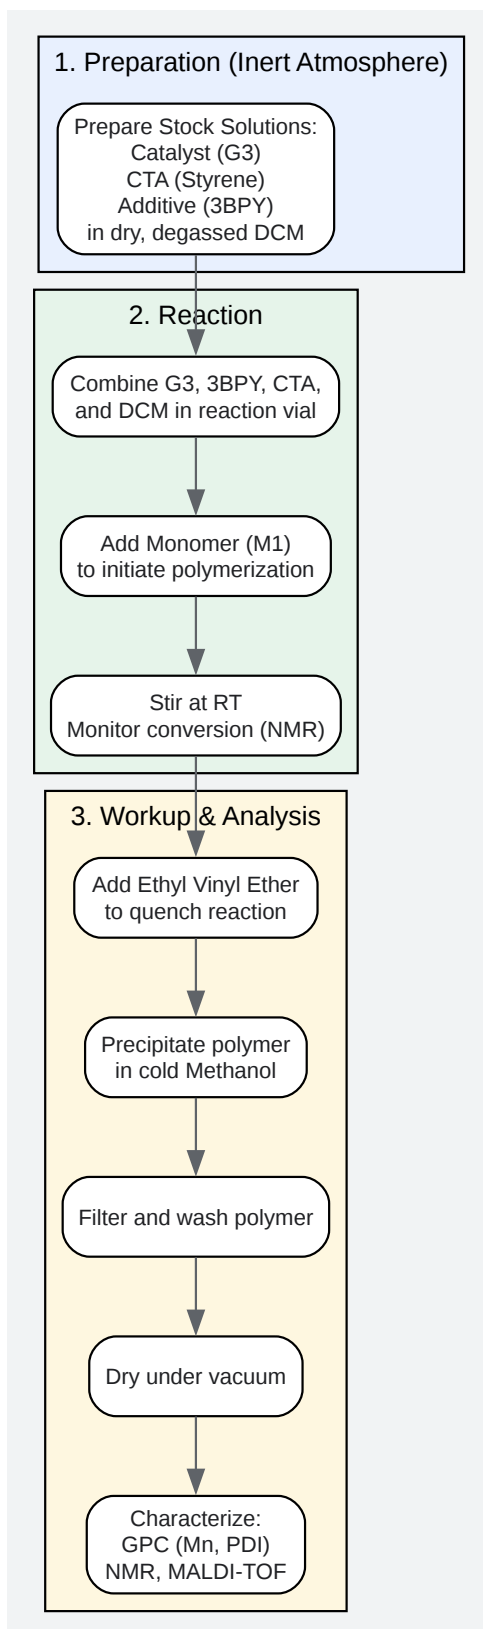 1. Preparation (Inert Atmosphere)
Prepare Stock Solutions:
Catalyst (G3)
CTA (Styrene)
Additive (3BPY)
in dry, degassed DCM
2. Reaction
Combine G3, 3BPY, CTA,
and DCM in reaction vial
Add Monomer (M1)
to initiate polymerization
Stir at RT
Monitor conversion (NMR)
3. Workup & Analysis
Add Ethyl Vinyl Ether
to quench reaction
Precipitate polymer
in cold Methanol
Filter and wash polymer
Dry under vacuum
Characterize:
GPC (Mn, PDI)
NMR, MALDI-TOF